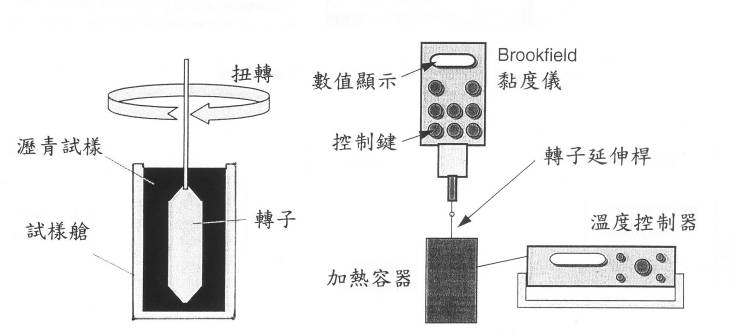 扭轉
瀝青試樣
轉子
試樣艙
Brookfield
黏度儀
數值顯示
控制鍵
轉子延伸桿
溫度控制器
加熱容器